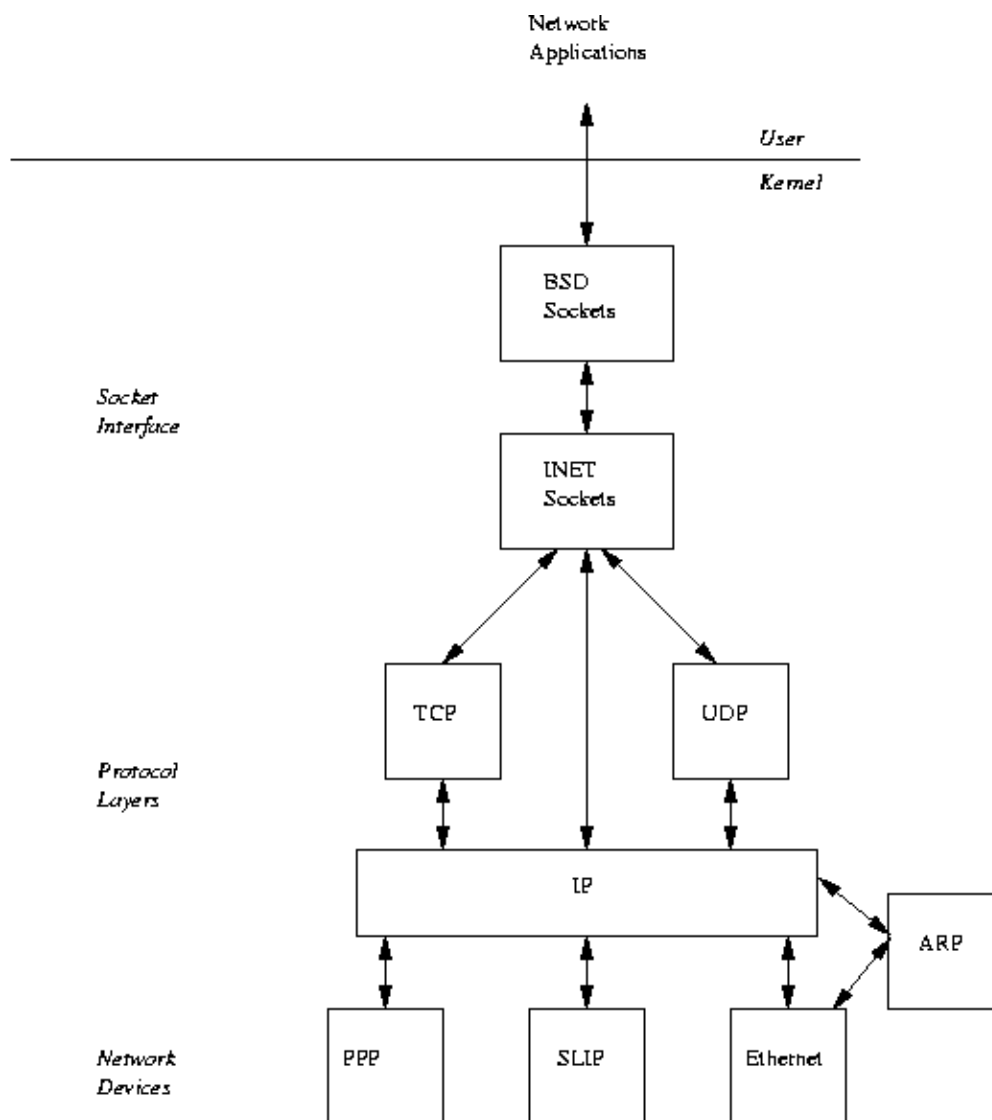 Network
Applications
User
Kernel
BSD
Sockets
Socket
Interface
INET
Sockets
TCP
UDP
Protocol
Layers
IP
ARP
Network
Devices
PPP
SLIP
Ethernet